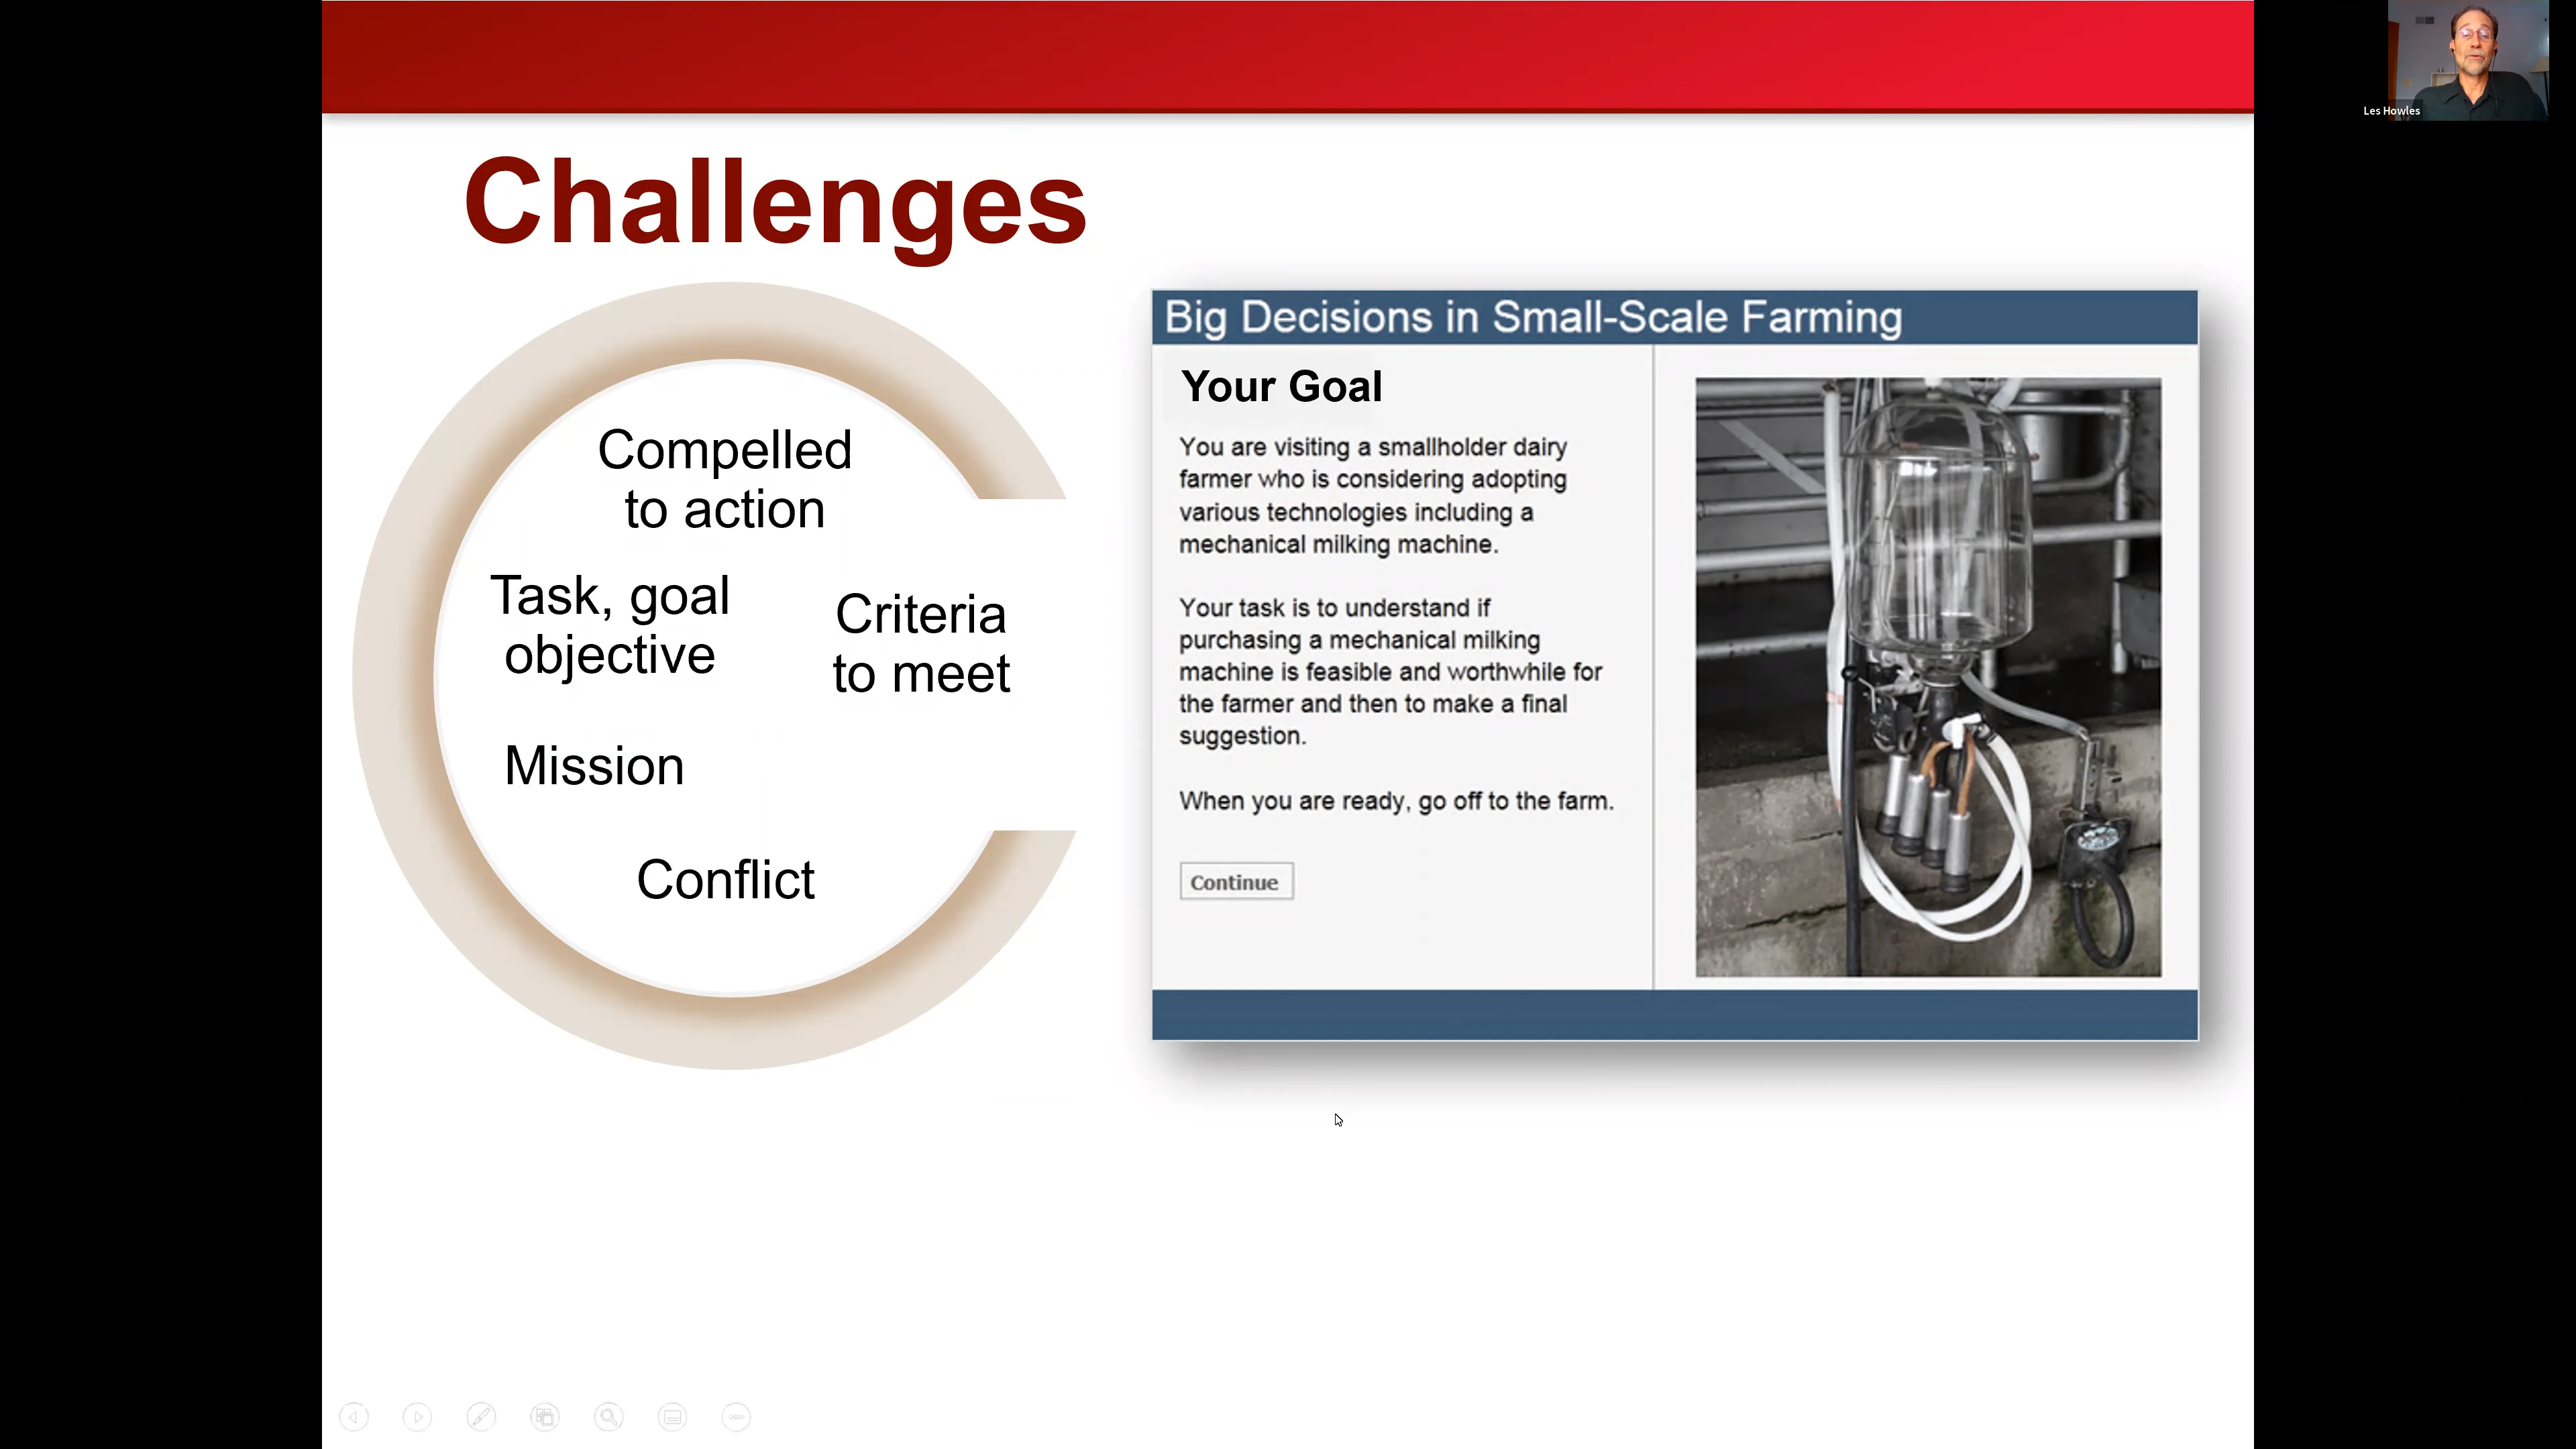 Les Howles
Challenges
Compelled
to action
Task, goal
objective
Criteria
to meet
Mission
Conflict
Big Decisions in Small-Scale Farming
Your Goal
You are visiting a smallholder dairy
farmer who is considering adopting
various technologies including a
mechanical milking machine.
Your task is to understand if
purchasing a mechanical milking
machine is feasible and worthwhile for
the farmer and then to make a final
suggestion.
When you are ready, go off to the farm.
Continue